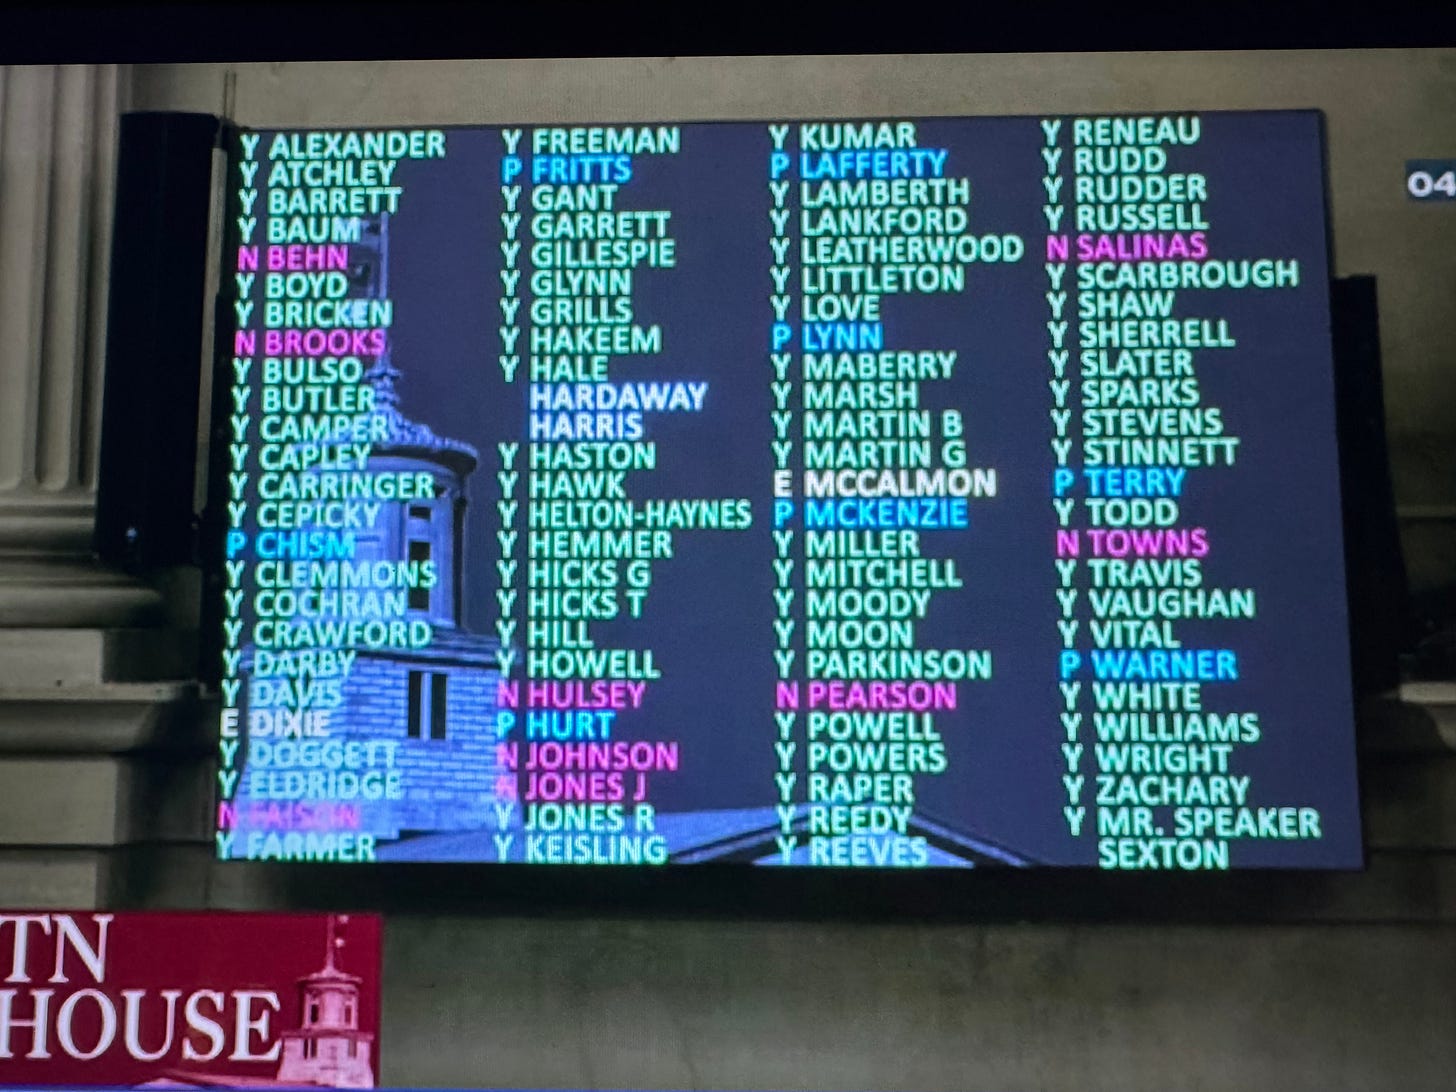 Y ALEXANDER
Y ATCHLEY
Y BARRETT
Y BAUM
N BEHN
Y BOYD
Y BRICKEN
N BROOKS
Y BULSO
Y BUTLER
Y CAMPER
Y CAPLEY
Y CARRINGER
Y CEPICKY
P CHISM
Y CLEMMONS
Y COCHRAN
Y CRAWFORD
Y DARBY
Y DAVIS
E DIXIE
Y DOGGETT
Y ELDRIDGE
N FAISON
Y FARMER
Y FREEMAN
P FRITTS
Y GANT
Y GARRETT
Y GILLESPIE
Y GLYNN
Y GRILLS
Y HAKEEM
Y HALE
HARDAWAY
HARRIS
Y HASTON
Y HAWK
Y HELTON-HAYNES
Y HEMMER
Y HICKS G
Y HICKS T
Y HILL
Y HOWELL
N HULSEY
P HURT
N JOHNSON
N JONES J
Y JONES R
Y KEISLING
Y KUMAR
P LAFFERTY
Y LAMBERTH
Y LANKFORD
Y LEATHERWOOD
Y LITTLETON
Y LOVE
P LYNN
Y MABERRY
Y MARSH
Y MARTIN B
Y MARTIN G
E MCCALMON
P MCKENZIE
Y MILLER
Y MITCHELL
Y MOODY
Y MOON
Y PARKINSON
N PEARSON
Y POWELL
Y POWERS
Y RAPER
Y REEDY
Y REEVES
Y RENEAU
Y RUDD
Y RUDDER
Y RUSSELL
N SALINAS
Y SCARBROUGH
Y SHAW
Y SHERRELL
Y SLATER
Y SPARKS
Y STEVENS
Y STINNETT
P TERRY
Y TODD
N TOWNS
Y TRAVIS
Y VAUGHAN
Y VITAL
P WARNER
Y WHITE
Y WILLIAMS
Y WRIGHT
Y ZACHARY
Y MR. SPEAKER
SEXTON
04
TN
HOUSE